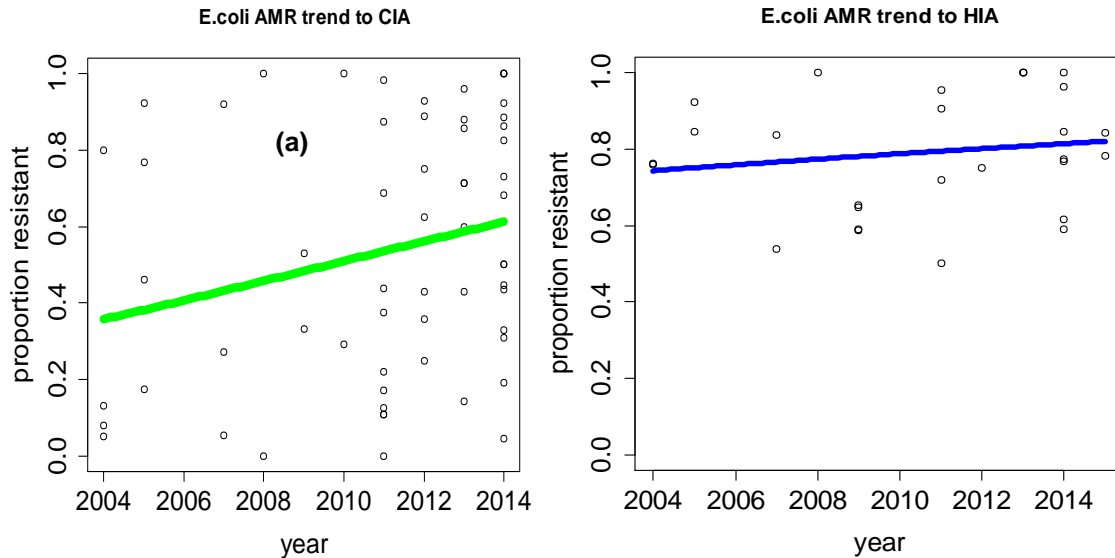 E.coli AMR trend to CIA
proportion resistant
1.0
0.8
0.6
0.4
0.2
0.0
(a)
2004 2006 2008 2010 2012 2014
year
E.coli AMR trend to HIA
proportion resistant
1.0
0.8
0.6
0.4
0.2
0.0
2004 2006 2008 2010 2012 2014
year